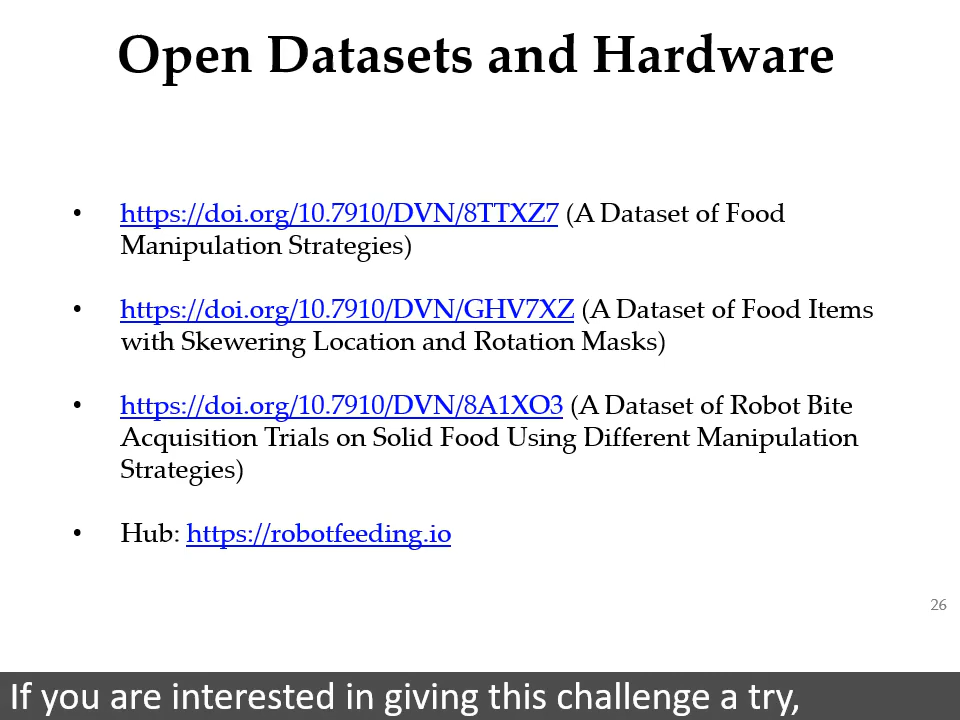 Open Datasets and Hardware
• https://doi.org/10.7910/DVN/8TTXZ7 (A Dataset of Food
Manipulation Strategies)
• https://doi.org/10.7910/DVN/GHV7XZ (A Dataset of Food Items
with Skewering Location and Rotation Masks)
• https://doi.org/10.7910/DVN/8A1XO3 (A Dataset of Robot Bite
Acquisition Trials on Solid Food Using Different Manipulation
Strategies)
• Hub: https://robotfeeding.io
26
If you are interested in giving this challenge a try,